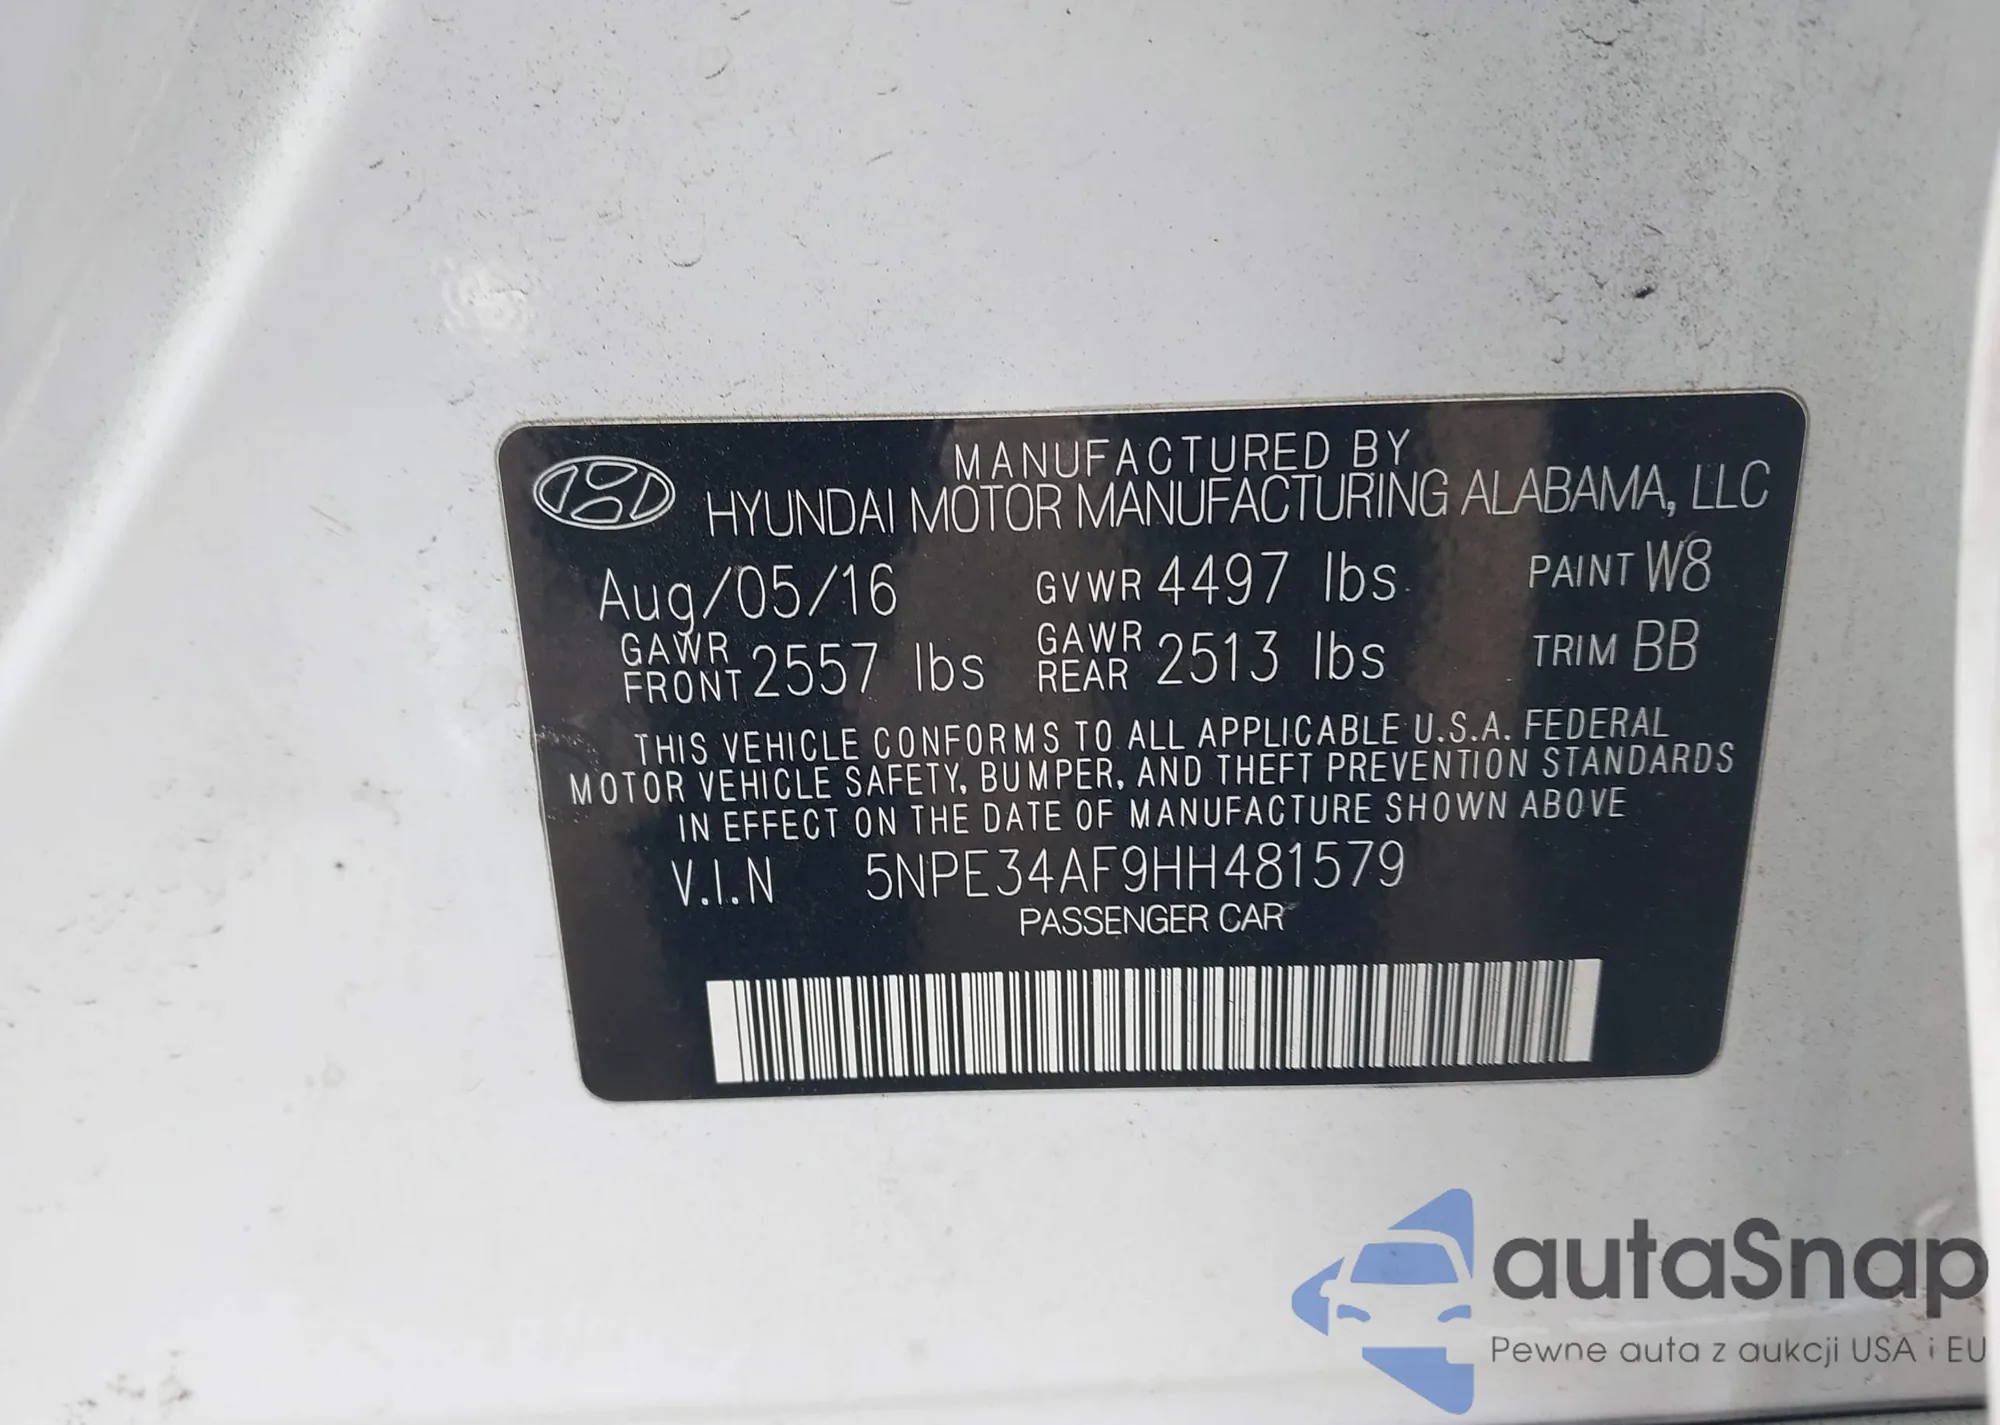 MANUFACTURED BY
HYUNDAI MOTOR MANUFACTURING ALABAMA, LLC
Aug/05/16 GVWR 4497 lbs PAINT W8
GAWR FRONT 2557 lbs GAWR REAR 2513 lbs TRIM BB
THIS VEHICLE CONFORMS TO ALL APPLICABLE U.S.A. FEDERAL
MOTOR VEHICLE SAFETY, BUMPER, AND THEFT PREVENTION STANDARDS
IN EFFECT ON THE DATE OF MANUFACTURE SHOWN ABOVE
V.I.N 5NPE34AF9HH481579
PASSENGER CAR
autaSnap
Pewne auta z aukcji USA i EU